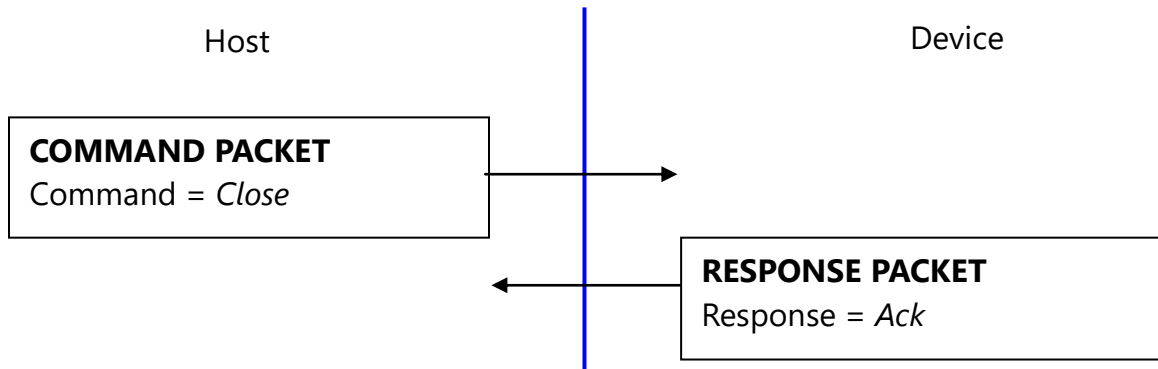 Host
Device
COMMAND PACKET
Command = Close
RESPONSE PACKET
Response = Ack